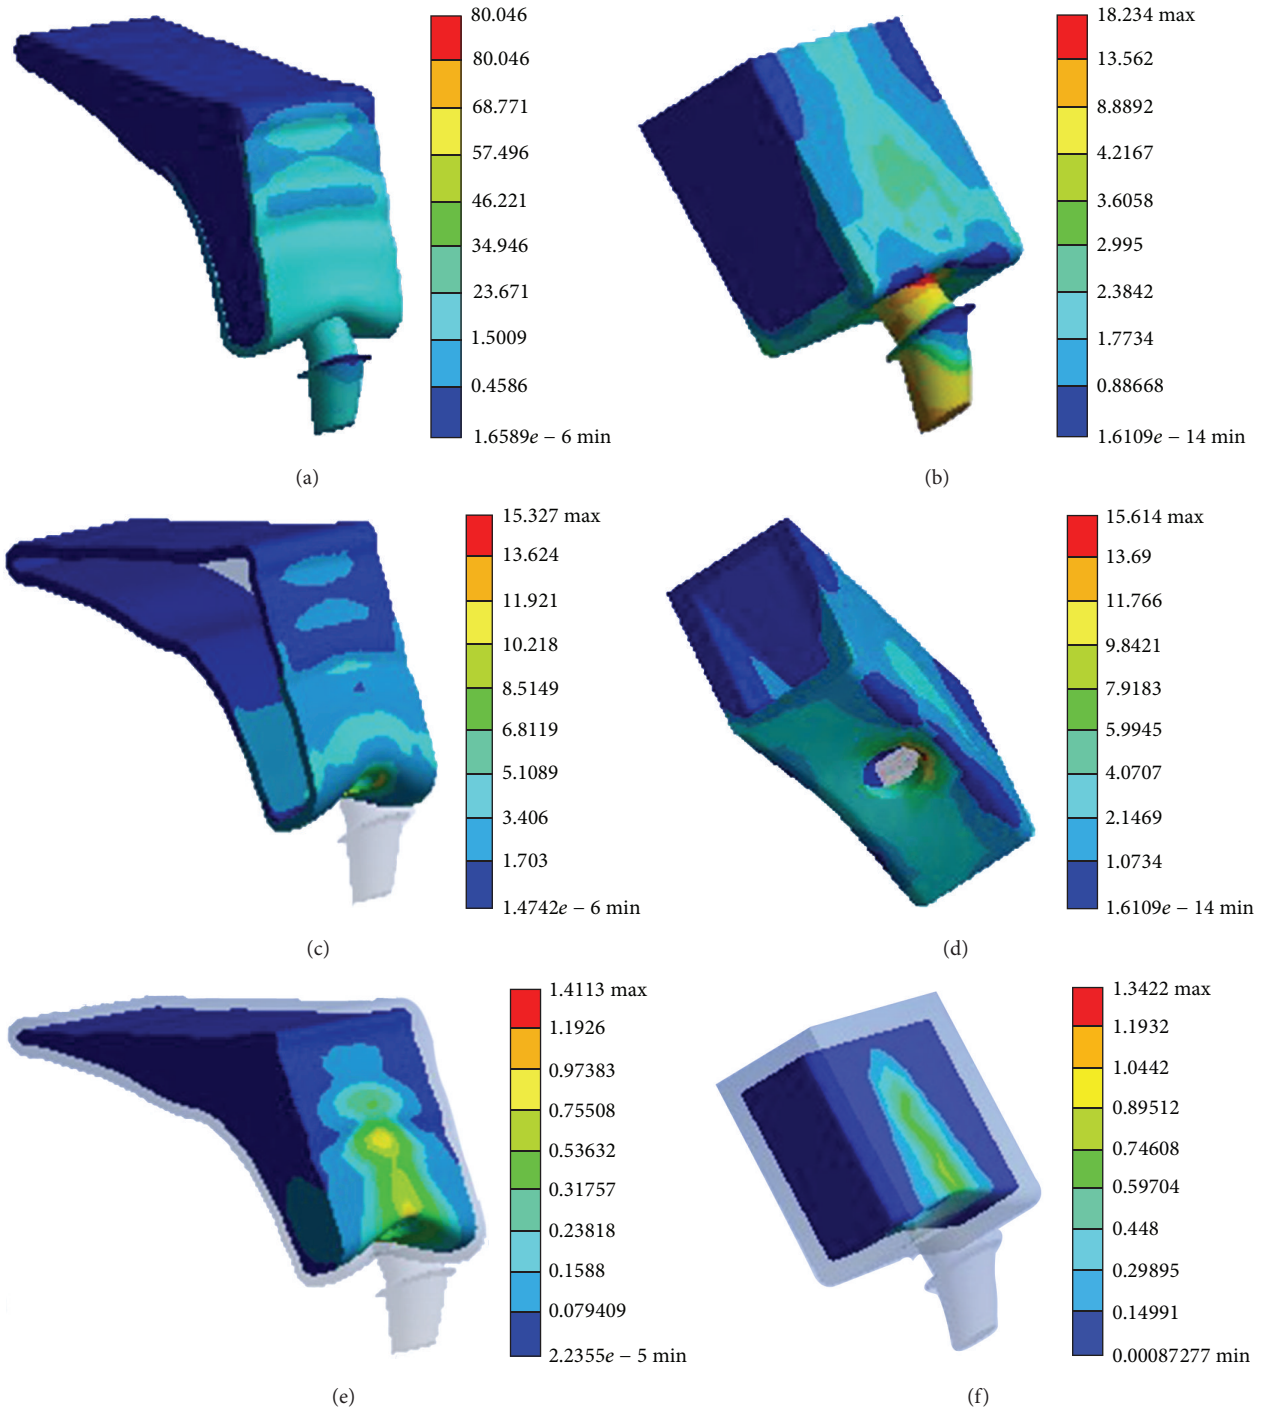 80.046
80.046
68.771
57.496
46.221
34.946
23.671
1.5009
0.4586
1.6589e − 6 min
(a)
18.234 max
13.562
8.8892
4.2167
3.6058
2.995
2.3842
1.7734
0.88668
1.6109e − 14 min
(b)
15.327 max
13.624
11.921
10.218
8.5149
6.8119
5.1089
3.406
1.703
1.4742e − 6 min
(c)
15.614 max
13.69
11.766
9.8421
7.9183
5.9945
4.0707
2.1469
1.0734
1.6109e − 14 min
(d)
1.4113 max
1.1926
0.97383
0.75508
0.53632
0.31757
0.23818
0.1588
0.079409
2.2355e − 5 min
(e)
1.3422 max
1.1932
1.0442
0.89512
0.74608
0.59704
0.448
0.29895
0.14991
0.00087277 min
(f)